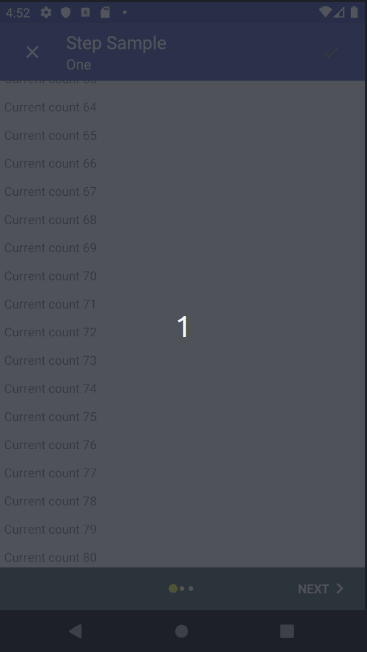 4:52
Step Sample
One
Current count 64
Current count 65
Current count 66
Current count 67
Current count 68
Current count 69
Current count 70
Current count 71
1
Current count 72
Current count 73
Current count 74
Current count 75
Current count 76
Current count 77
Current count 78
Current count 79
Current count 80
NEXT